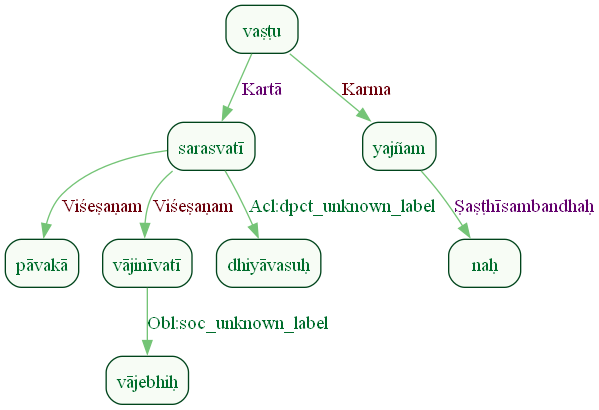 vaṣṭu
Kartā
Karma
sarasvatī
yajñam
Viśeṣaṇam
Viśeṣaṇam
Acl:dpct_unknown_label
Ṣaṣṭhīsambandhaḥ
pāvakā
vājinīvatī
dhiyāvasuḥ
naḥ
Obl:soc_unknown_label
vājebhiḥ